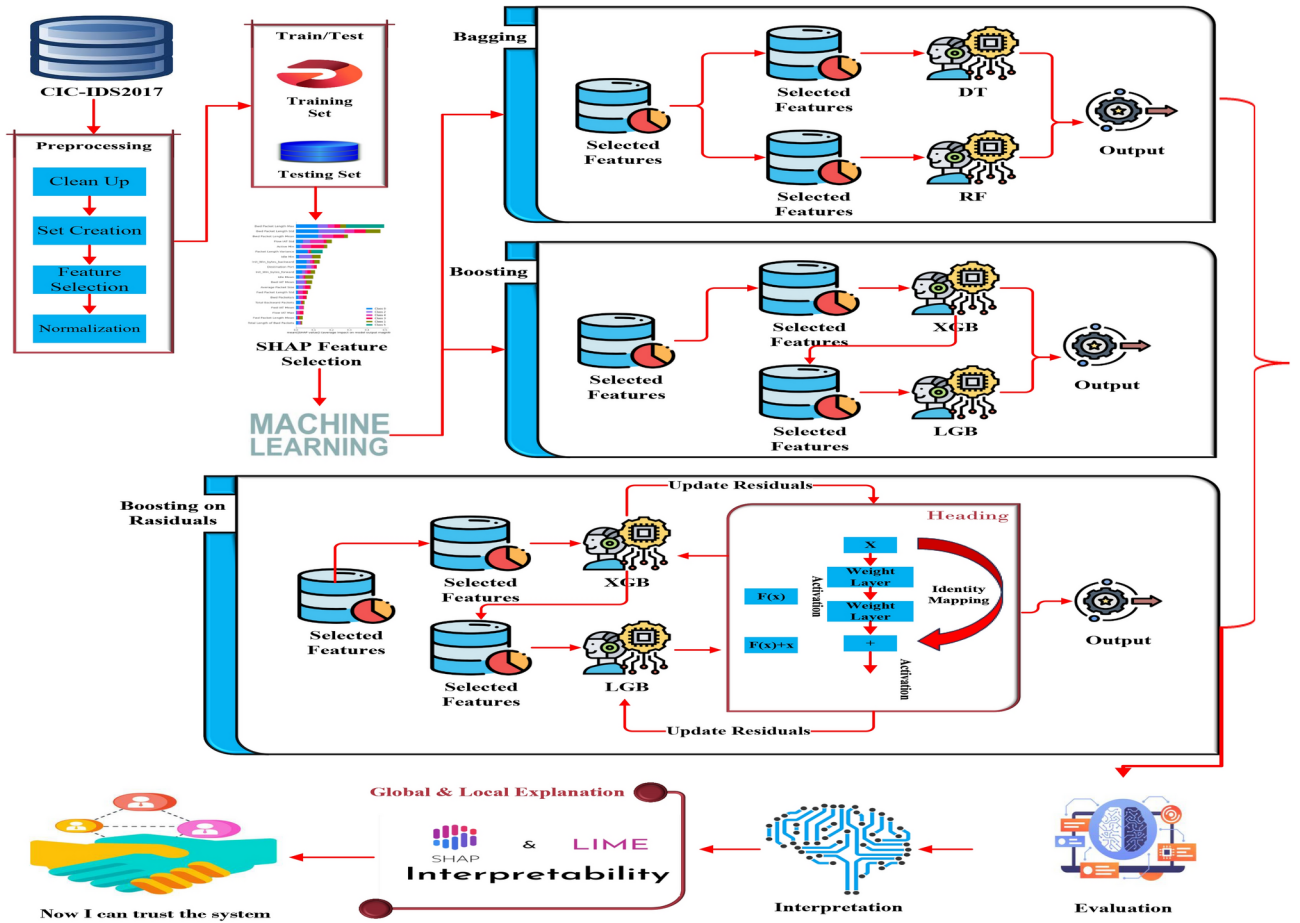 CIC-IDS2017
Preprocessing
Clean Up
Set Creation
Feature
Selection
Normalization
Train/Test
Training
Set
Testing Set
SHAP Feature
Selection
MACHINE
LEARNING
Bagging
Selected
Features
Selected
Features
DT
Selected
Features
RF
Output
Boosting
Selected
Features
Selected
Features
XGB
Selected
Features
LGB
Output
Boosting on
Rasiduals
Selected
Features
Selected
Features
XGB
Selected
Features
LGB
Update Residuals
Heading
X
Weight
Layer
Activation
Weight
Layer
F(x)
F(x)+x
+
Activation
Identity
Mapping
Update Residuals
Output
Global & Local Explanation
SHAP
&
LIME
Interpretability
Now I can trust the system
Interpretation
Evaluation